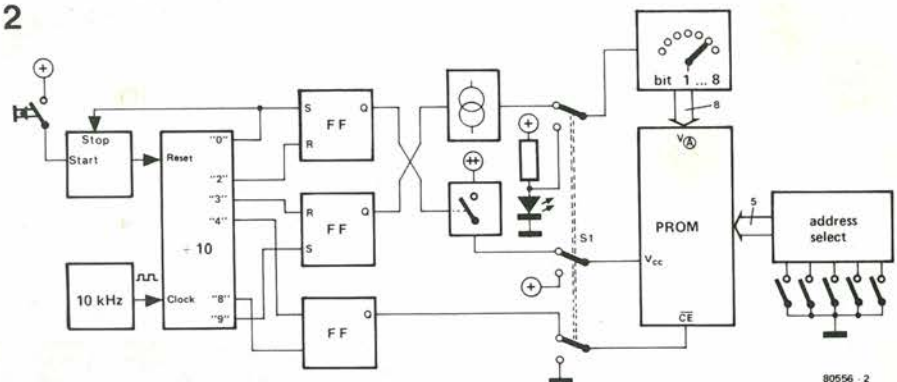 2
+
S
Q
FF
R
Stop
Start
Reset
"0"
"2"
"3"
"4"
÷ 10
R
Q
FF
S
10 kHz
Clock
"8"
"9"
Q
FF
++
+
S1
+
bit 1 ... 8
8
VⒶ
PROM
Vcc
CE
5
address
select
80556 - 2